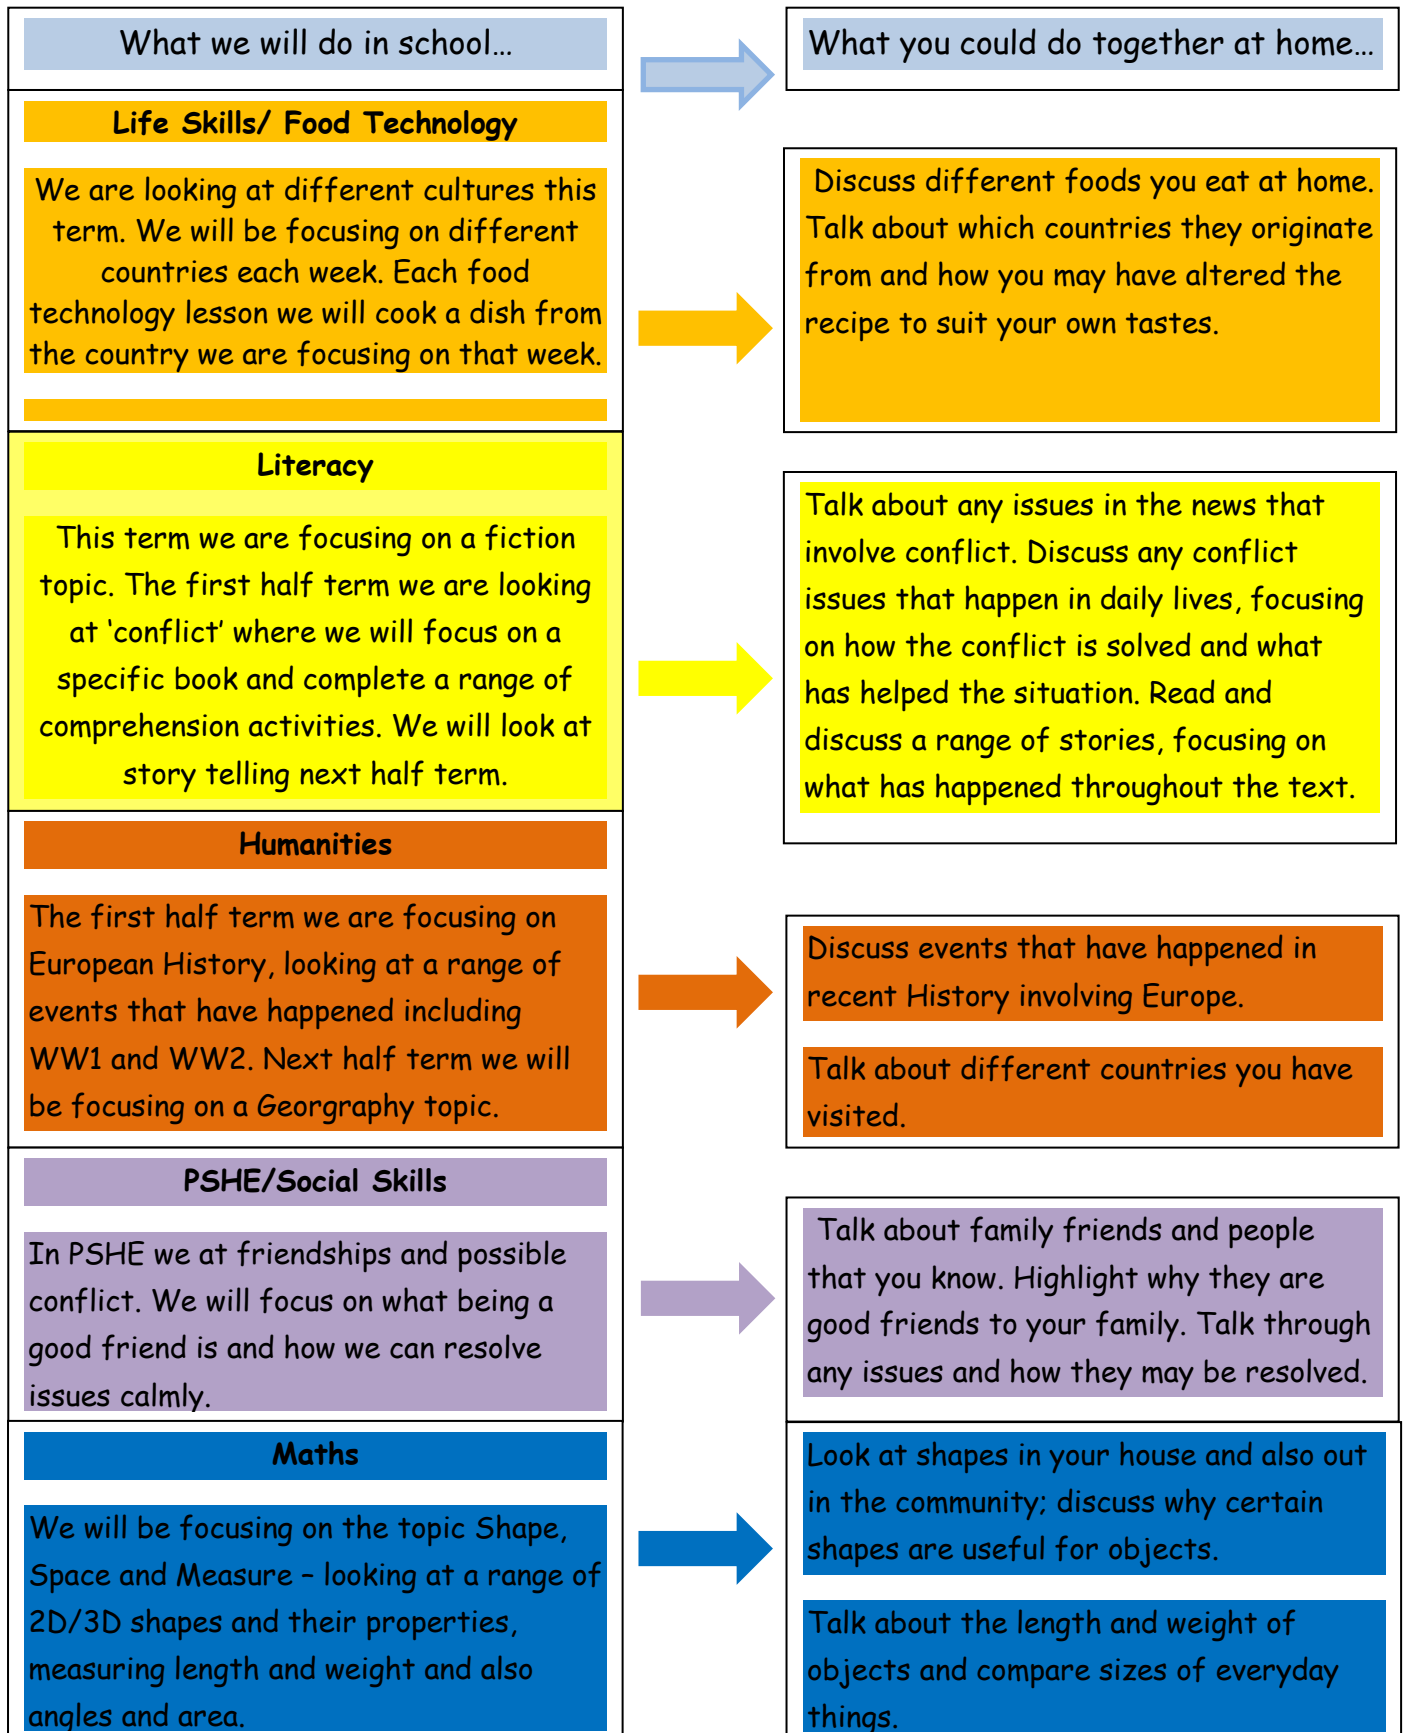 What we will do in school…
What you could do together at home…
Life Skills/ Food Technology
We are looking at different cultures this
term. We will be focusing on different
countries each week. Each food
technology lesson we will cook a dish from
the country we are focusing on that week.
Discuss different foods you eat at home.
Talk about which countries they originate
from and how you may have altered the
recipe to suit your own tastes.
Literacy
This term we are focusing on a fiction
topic. The first half term we are looking
at ‘conflict’ where we will focus on a
specific book and complete a range of
comprehension activities. We will look at
story telling next half term.
Talk about any issues in the news that
involve conflict. Discuss any conflict
issues that happen in daily lives, focusing
on how the conflict is solved and what
has helped the situation. Read and
discuss a range of stories, focusing on
what has happened throughout the text.
Humanities
The first half term we are focusing on
European History, looking at a range of
events that have happened including
WW1 and WW2. Next half term we will
be focusing on a Georgraphy topic.
Discuss events that have happened in
recent History involving Europe.
Talk about different countries you have
visited.
PSHE/Social Skills
In PSHE we at friendships and possible
conflict. We will focus on what being a
good friend is and how we can resolve
issues calmly.
Talk about family friends and people
that you know. Highlight why they are
good friends to your family. Talk through
any issues and how they may be resolved.
Maths
We will be focusing on the topic Shape,
Space and Measure – looking at a range of
2D/3D shapes and their properties,
measuring length and weight and also
angles and area.
Look at shapes in your house and also out
in the community; discuss why certain
shapes are useful for objects.
Talk about the length and weight of
objects and compare sizes of everyday
things.